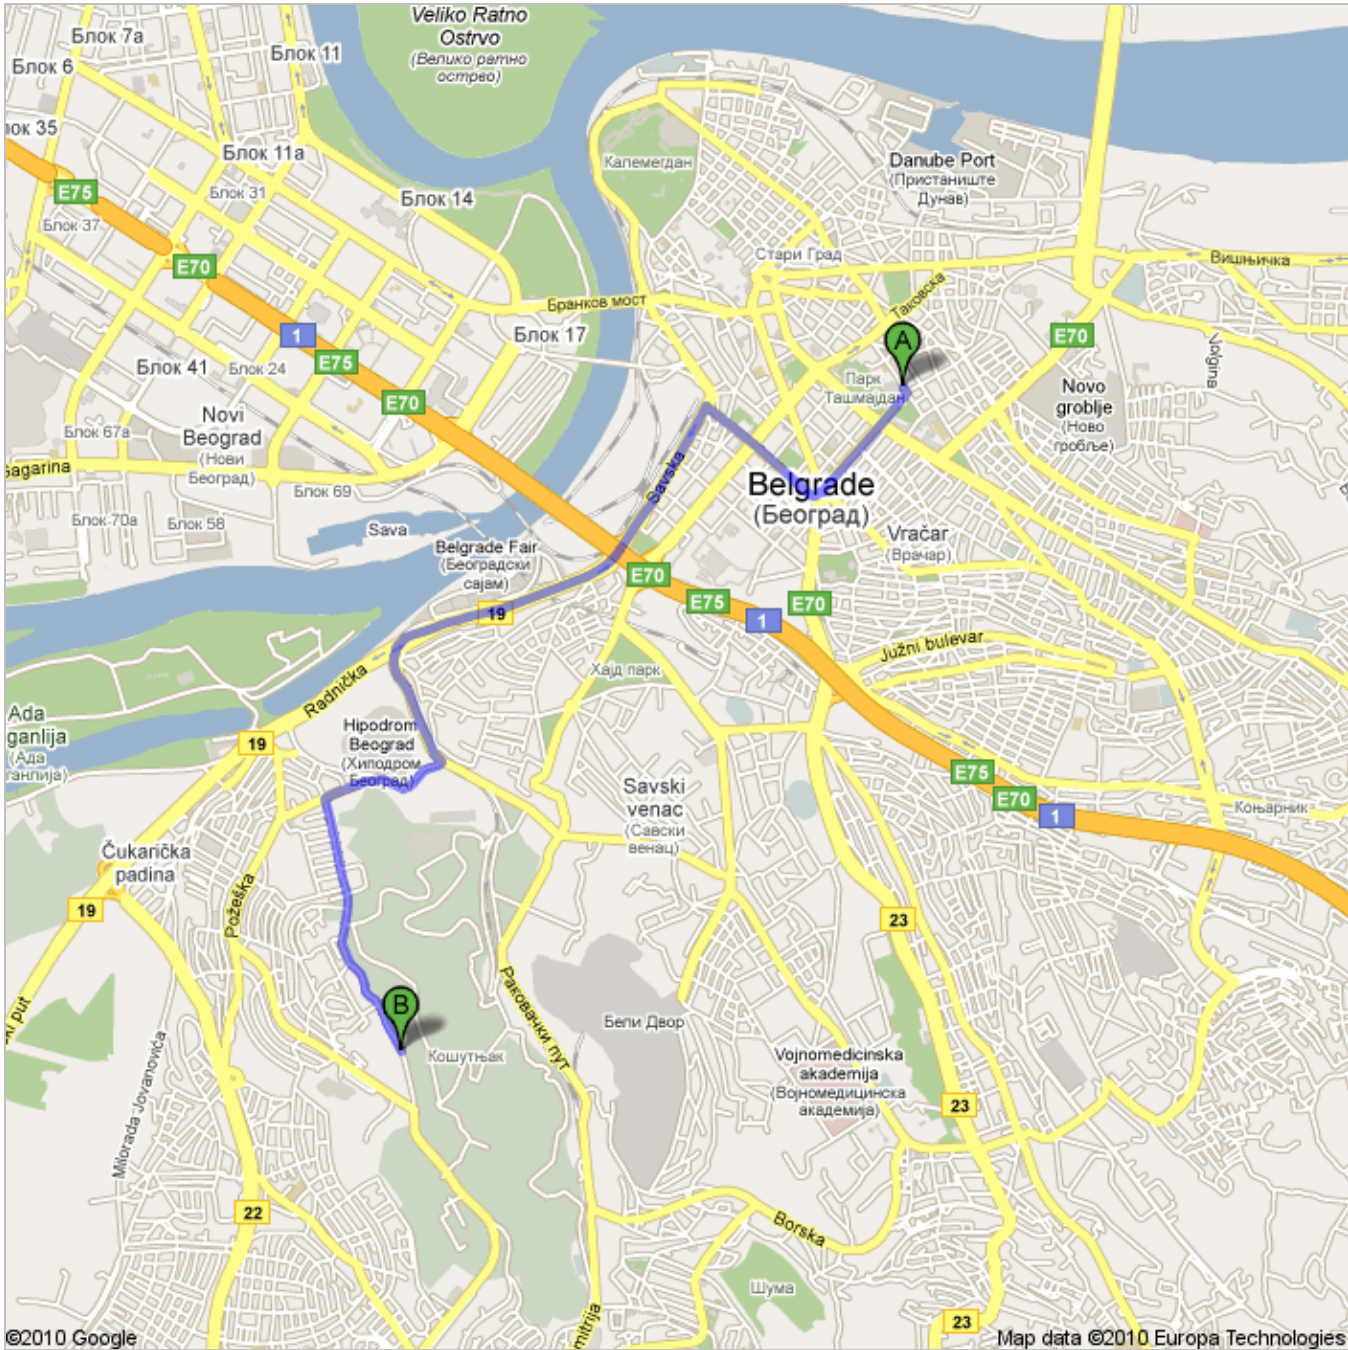 Veliko Ratno
Ostrvo
(Велико ратно
острво)
Блок 7а
Блок 11
Блок 6
Блок 11а
E75
Блок 31
Блок 14
Блок 37
E70
Калемегдан
Danube Port
(Пристаниште
Дунав)
Стари Град
Вишњичка
Бранков мост
Таковска
1
E75
Блок 17
A
E70
Volgina
Блок 41
Блок 24
E70
Парк
Ташмајдан
Novo
groblje
(Ново
гробље)
Novi
Beograd
(Нови
Београд)
Блок 67а
Gagarina
Блок 69
Savska
Belgrade
(Београд)
Блок 70а
Блок 58
Sava
Belgrade Fair
(Београдски
сајам)
Vračar
(Врачар)
E70
E75
1
E70
19
Južni bulevar
Хајд парк
Radnička
Ada
(Ада
19
Hipodrom
Beograd
(Хиподром
Београд)
Savski
venac
(Савски
венац)
E75
E70
1
Коњарник
Čukarička
padina
19
Požeška
23
B
Раковачки пут
Бели Двор
Кошутњак
Vojnomedicinska
akademija
(Војномедицинска
академија)
23
Milorada Jovanovića
22
Borska
Шума
23
©2010 Google
Map data ©2010 Europa Technologies